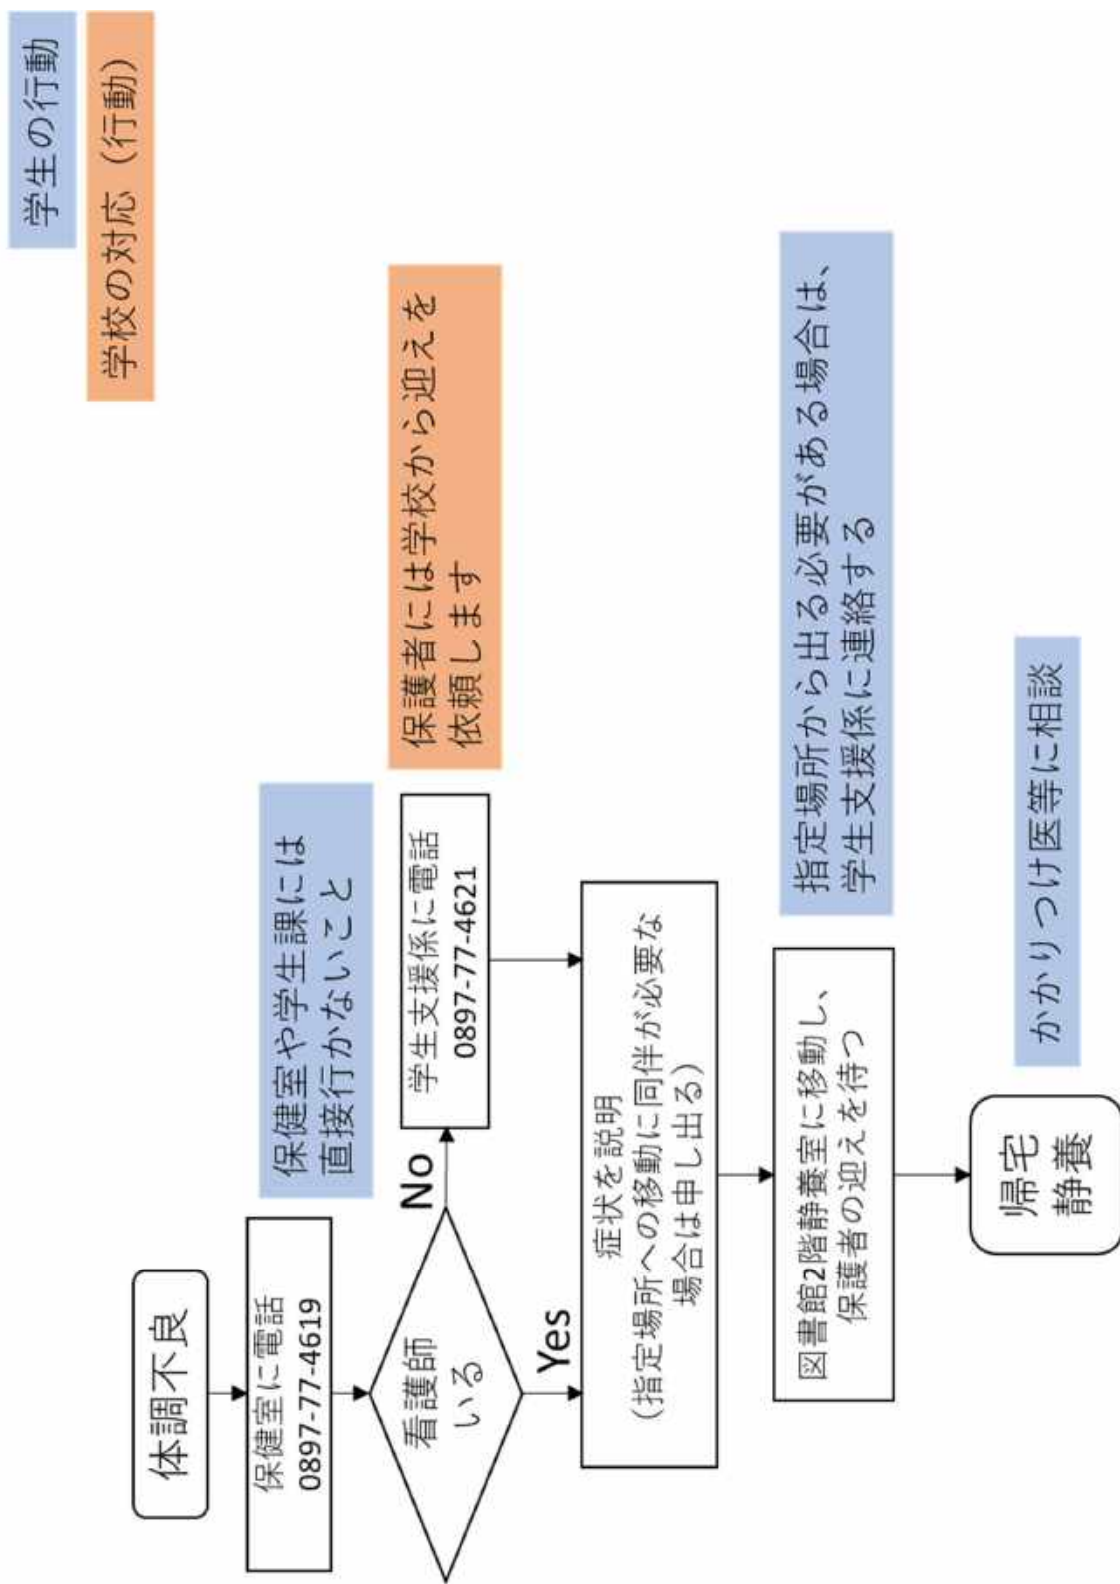 学生の行動
学校の対応（行動）
体調不良
保健室に電話
0897-77-4619
保健室や学生課には
直接行かないこと
看護師
いる
No
学生支援係に電話
0897-77-4621
保護者には学校から迎えを
依頼します
Yes
症状を説明
（指定場所への移動に同伴が必要な
場合は申し出る）
図書館2階静養室に移動し、
保護者の迎えを待つ
指定場所から出る必要がある場合は、
学生支援係に連絡する
帰宅
静養
かかりつけ医等に相談